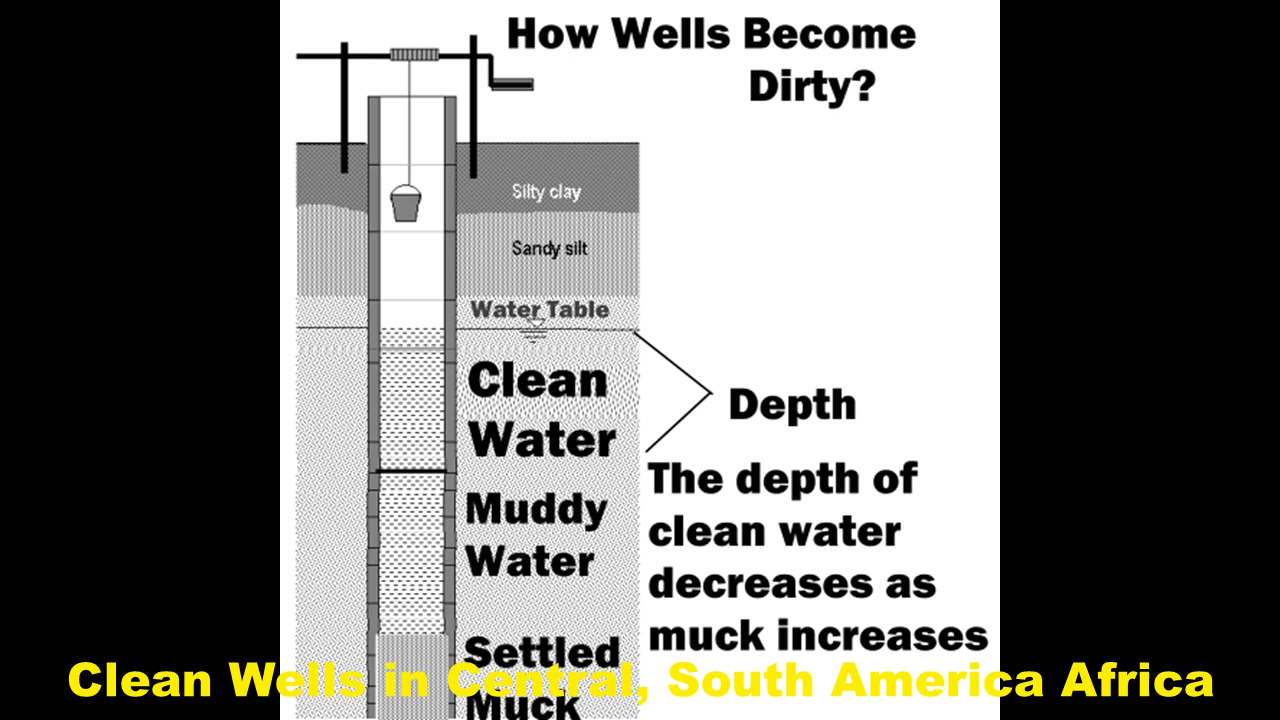 How Wells Become
Dirty?
Silty clay
Sandy silt
Water Table
Clean
Water
Depth
The depth of
clean water
decreases as
muck increases
Muddy
Water
Settled
Muck
Clean Wells in Central, South America Africa